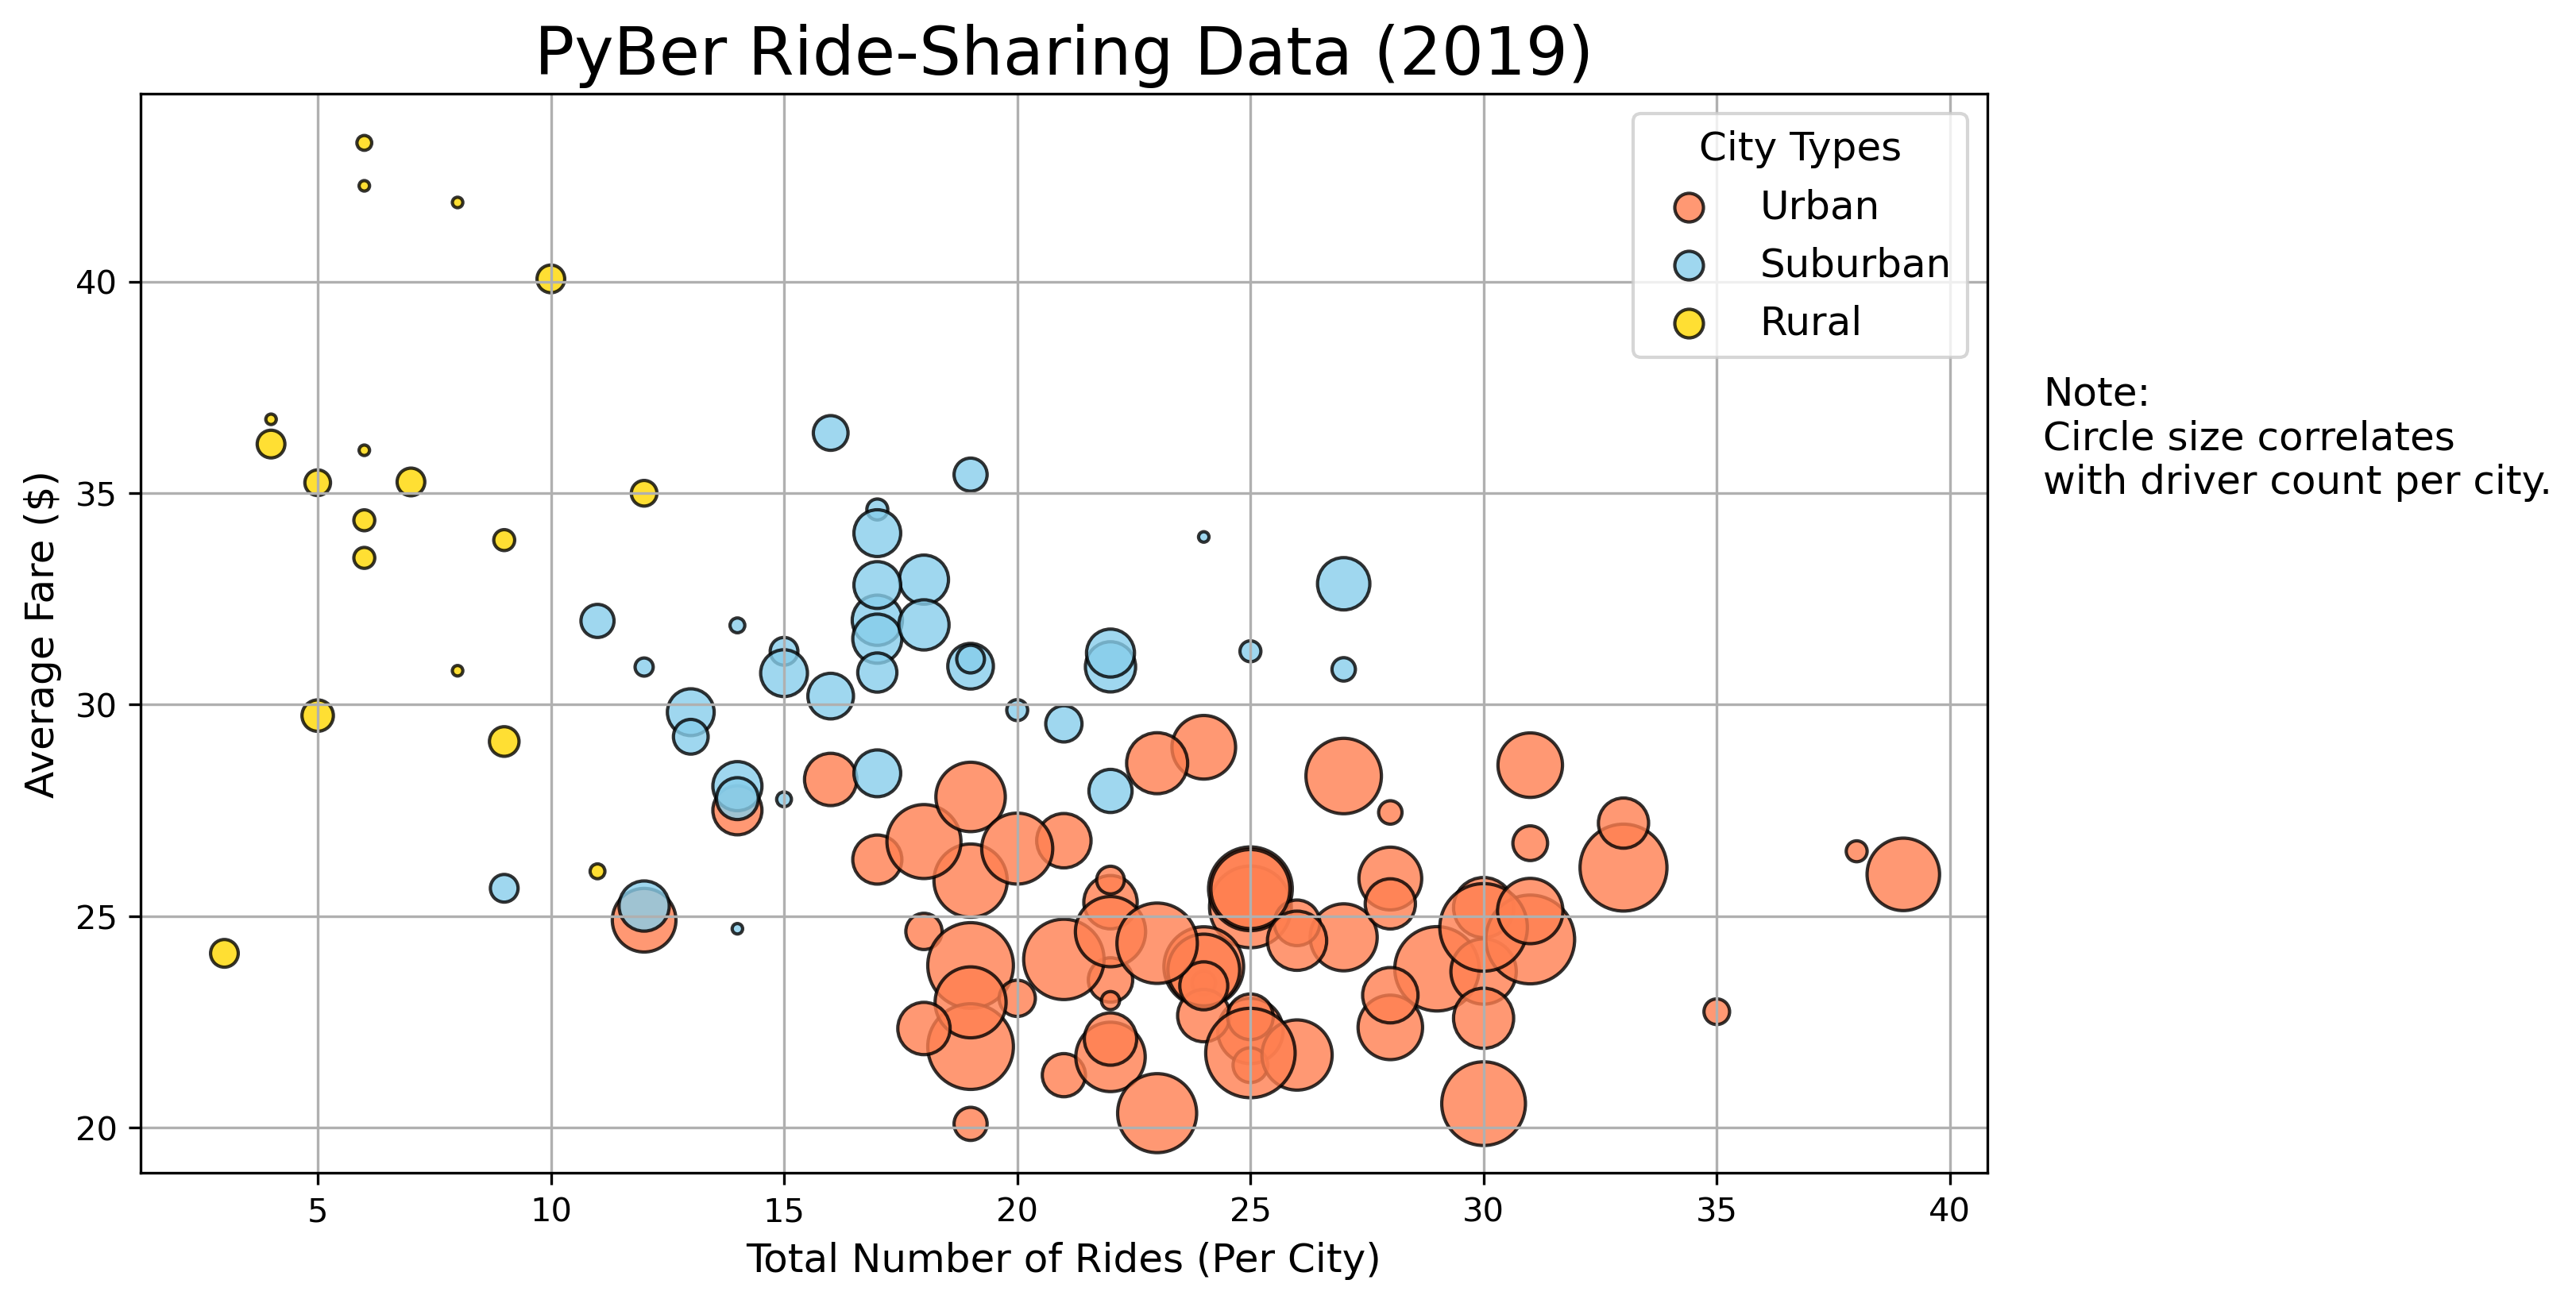 PyBer Ride-Sharing Data (2019)
City Types
Urban
Suburban
Rural
Note:
Circle size correlates
with driver count per city.
Average Fare ($)
40
35
30
25
20
5 10 15 20 25 30 35 40
Total Number of Rides (Per City)